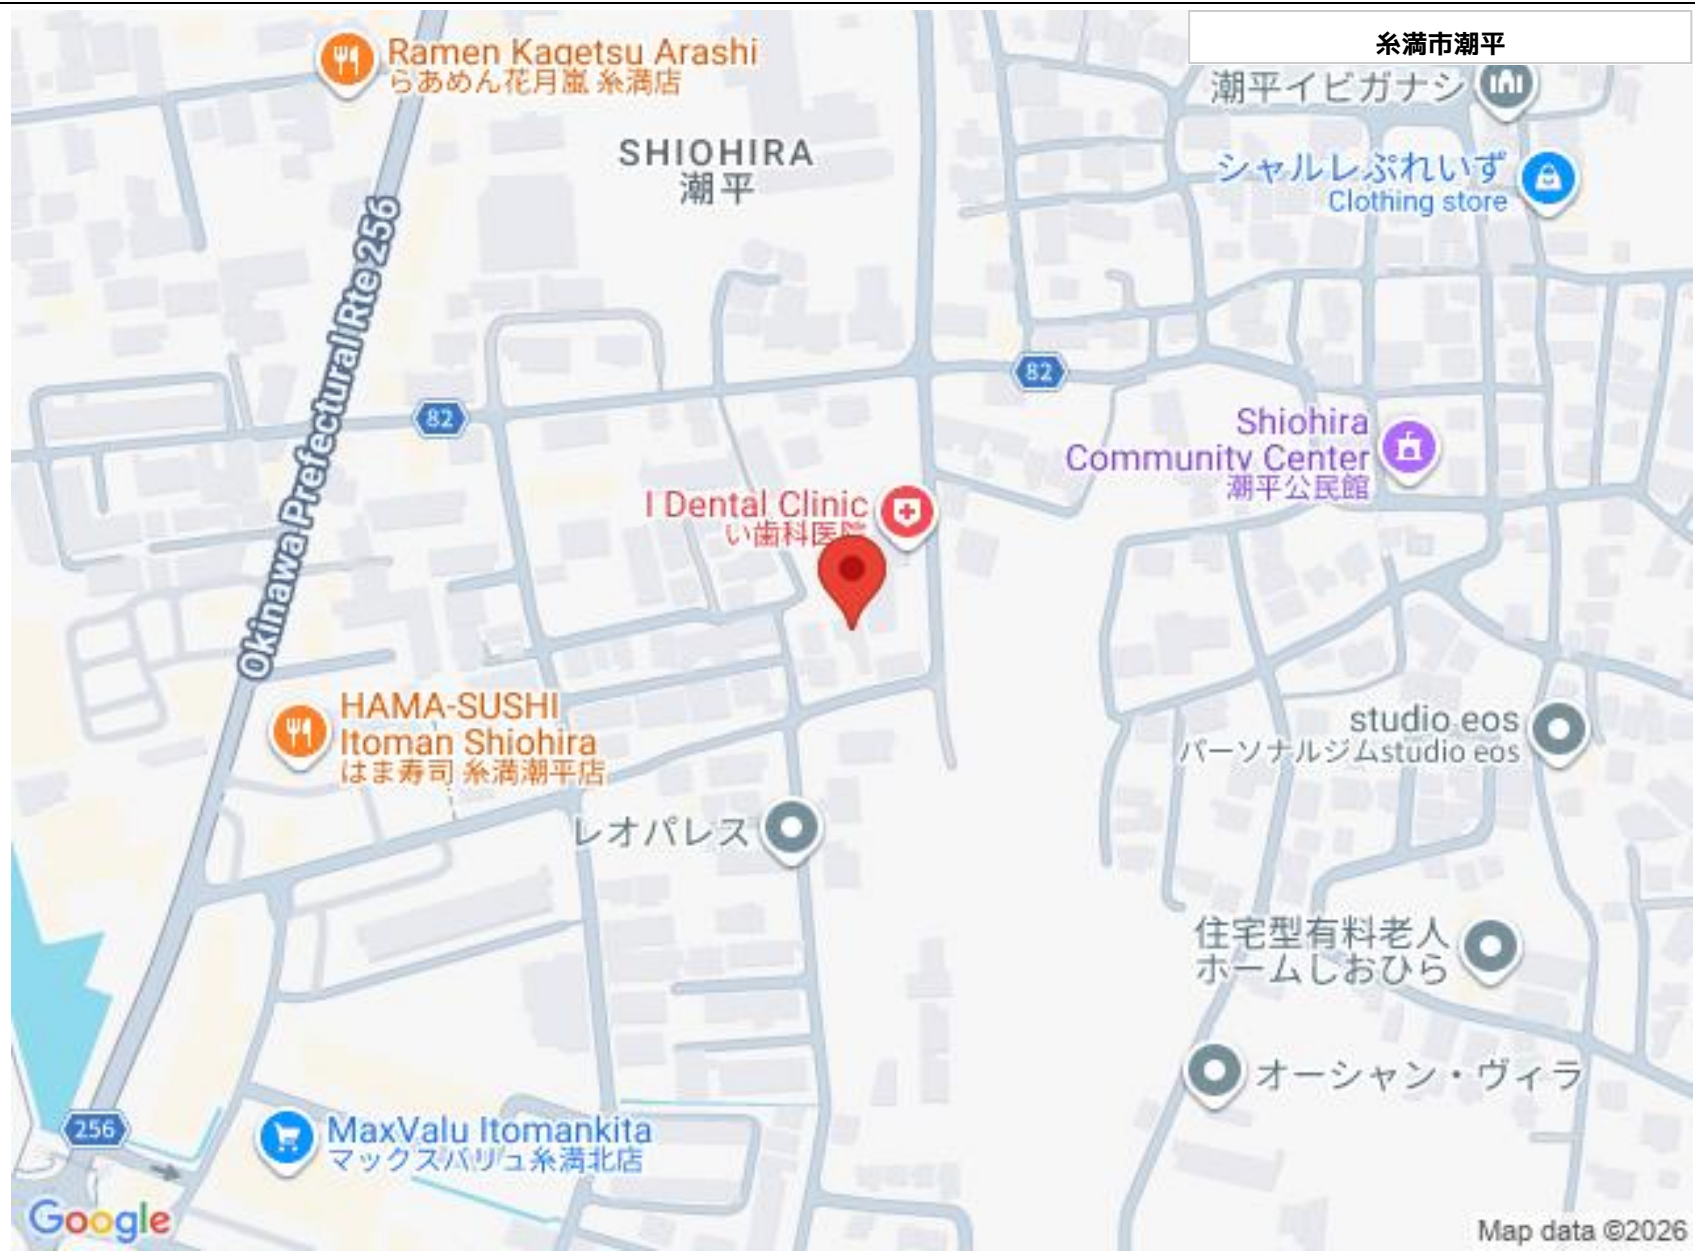 糸満市潮平
Ramen Kagetsu Arashi
らあめん花月嵐 糸満店
潮平イビガナシ
SHIOHIRA
潮平
シャルレぷれいず
Clothing store
Okinawa Prefectural Rte 256
82
82
Shiohira
Community Center
潮平公民館
I Dental Clinic
い歯科医院
HAMA-SUSHI
Itoman Shiohira
はま寿司 糸満潮平店
studio eos
パーソナルジムstudio eos
レオパレス
住宅型有料老人
ホームしおひら
オーシャン・ヴィラ
256
MaxValu Itomankita
マックスバリュ糸満北店
Google
Map data ©2026